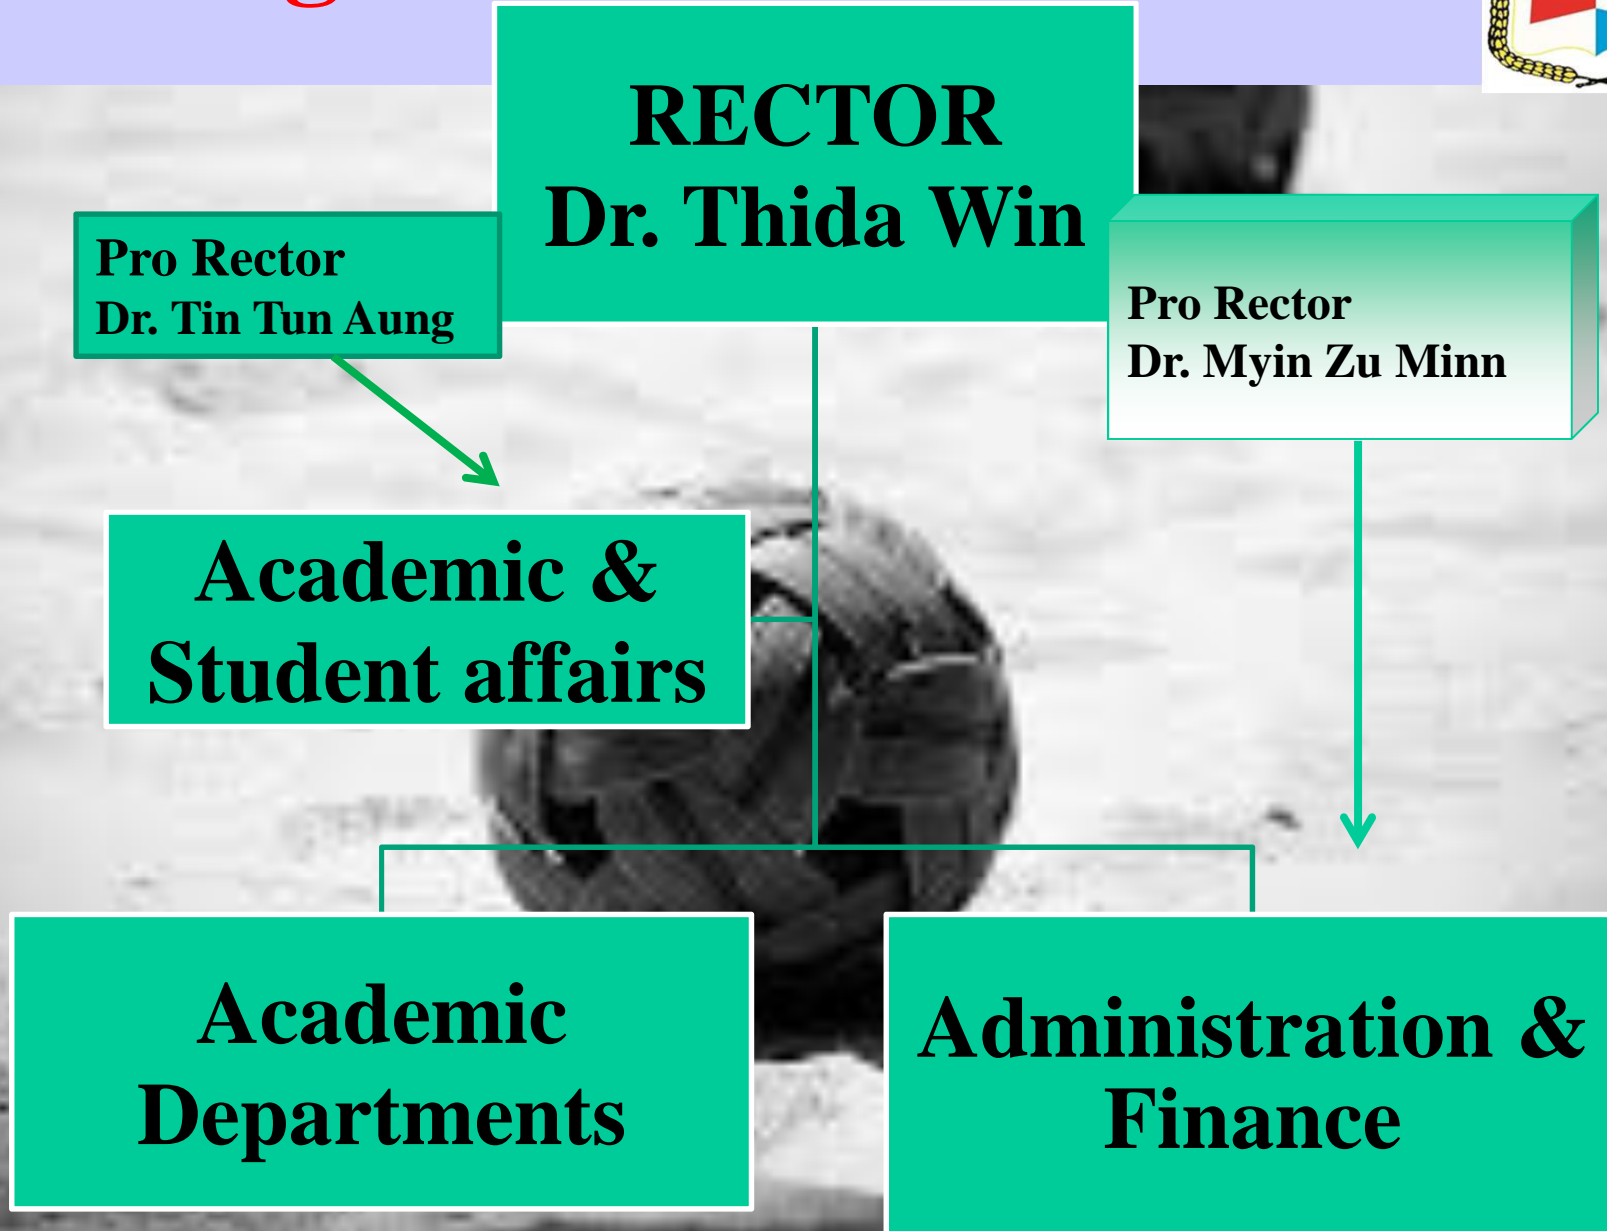 RECTOR
Dr. Thida Win
Pro Rector
Dr. Tin Tun Aung
Pro Rector
Dr. Myin Zu Minn
Academic &
Student affairs
Academic
Departments
Administration &
Finance